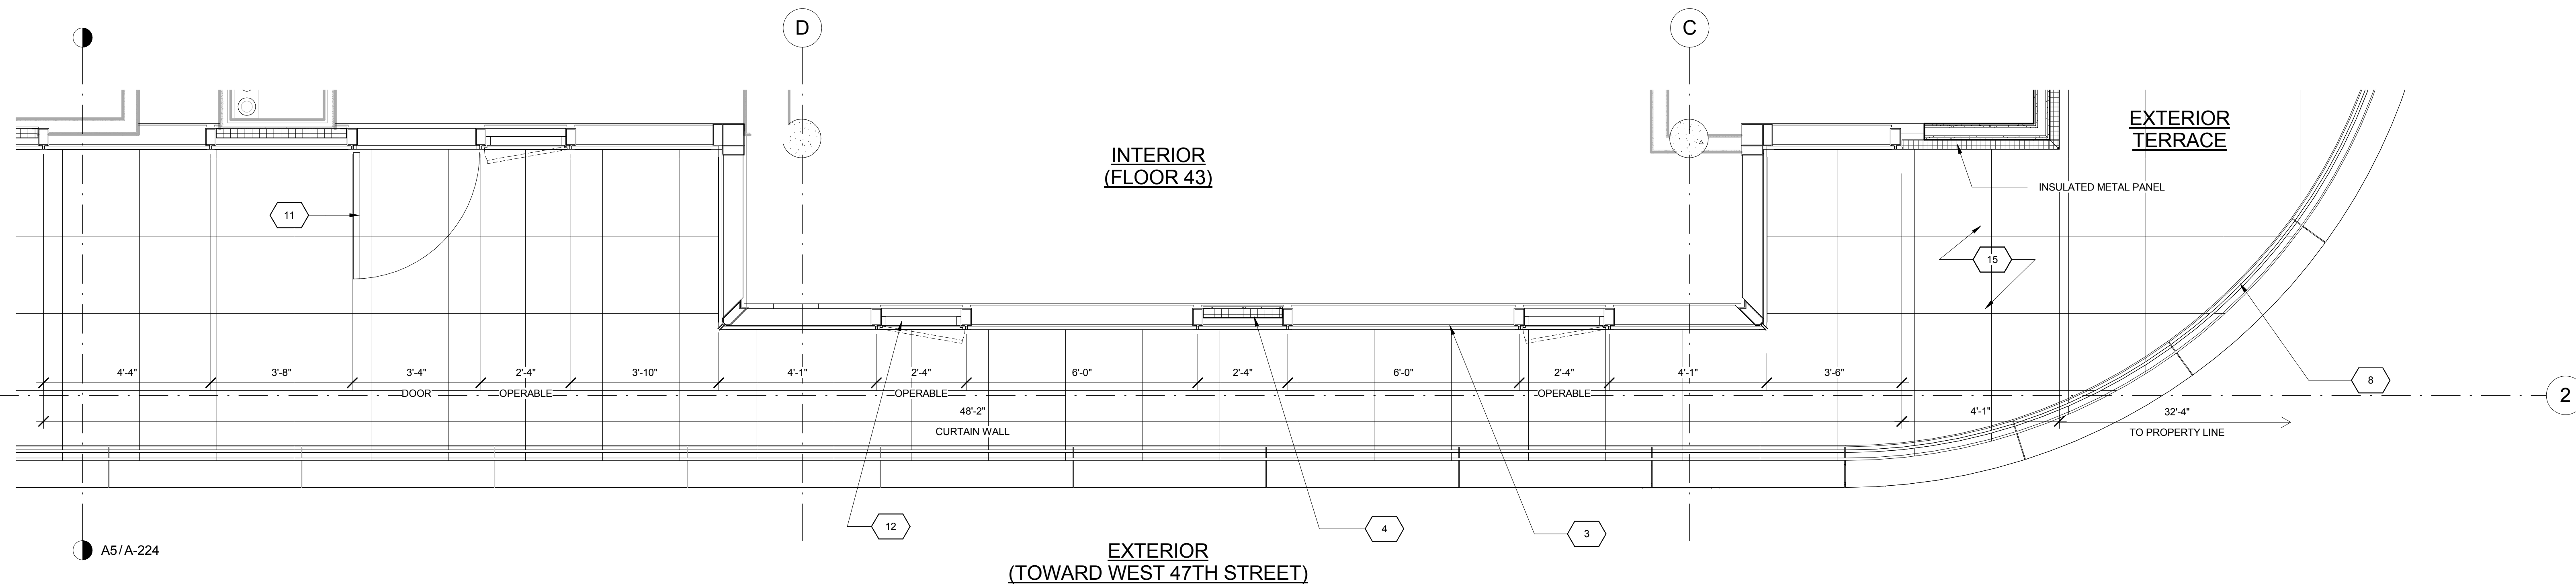 D
C
EXTERIOR
TERRACE
INTERIOR
(FLOOR 43)
INSULATED METAL PANEL
11
15
4'-4"
3'-8"
3'-4"
2'-4"
3'-10"
4'-1"
2'-4"
6'-0"
2'-4"
6'-0"
2'-4"
4'-1"
3'-6"
8
DOOR
OPERABLE
OPERABLE
OPERABLE
2
48'-2"
4'-1"
32'-4"
CURTAIN WALL
TO PROPERTY LINE
12
4
3
A5/A-224
EXTERIOR
(TOWARD WEST 47TH STREET)